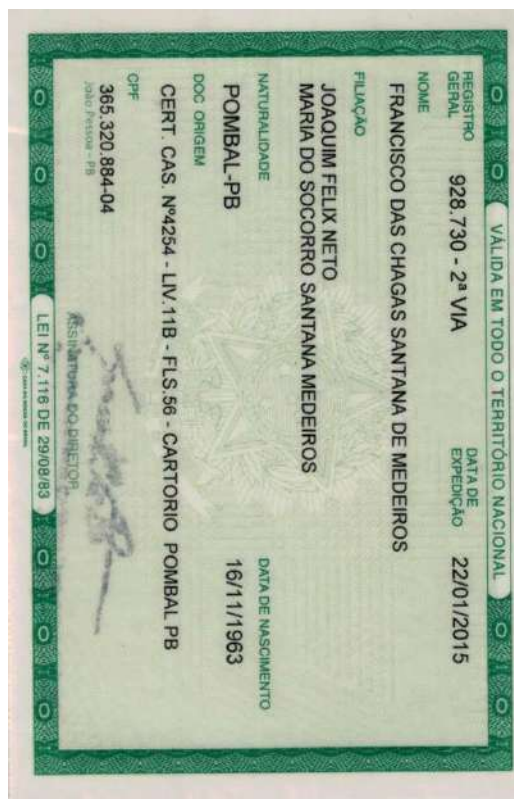 VÁLIDA EM TODO O TERRITÓRIO NACIONAL
REGISTRO GERAL 928.730 - 2ª VIA DATA DE EXPEDIÇÃO 22/01/2015
NOME
FRANCISCO DAS CHAGAS SANTANA DE MEDEIROS
FILIAÇÃO
JOAQUIM FELIX NETO
MARIA DO SOCORRO SANTANA MEDEIROS
NATURALIDADE DATA DE NASCIMENTO
POMBAL-PB 16/11/1963
DOC ORIGEM
CERT. CAS. Nº4254 - LIV.11B - FLS.56 - CARTORIO POMBAL PB
CPF
365.320.884-04
João Pessoa - PB
ASSINATURA DO DIRETOR
LEI Nº 7.116 DE 29/08/83